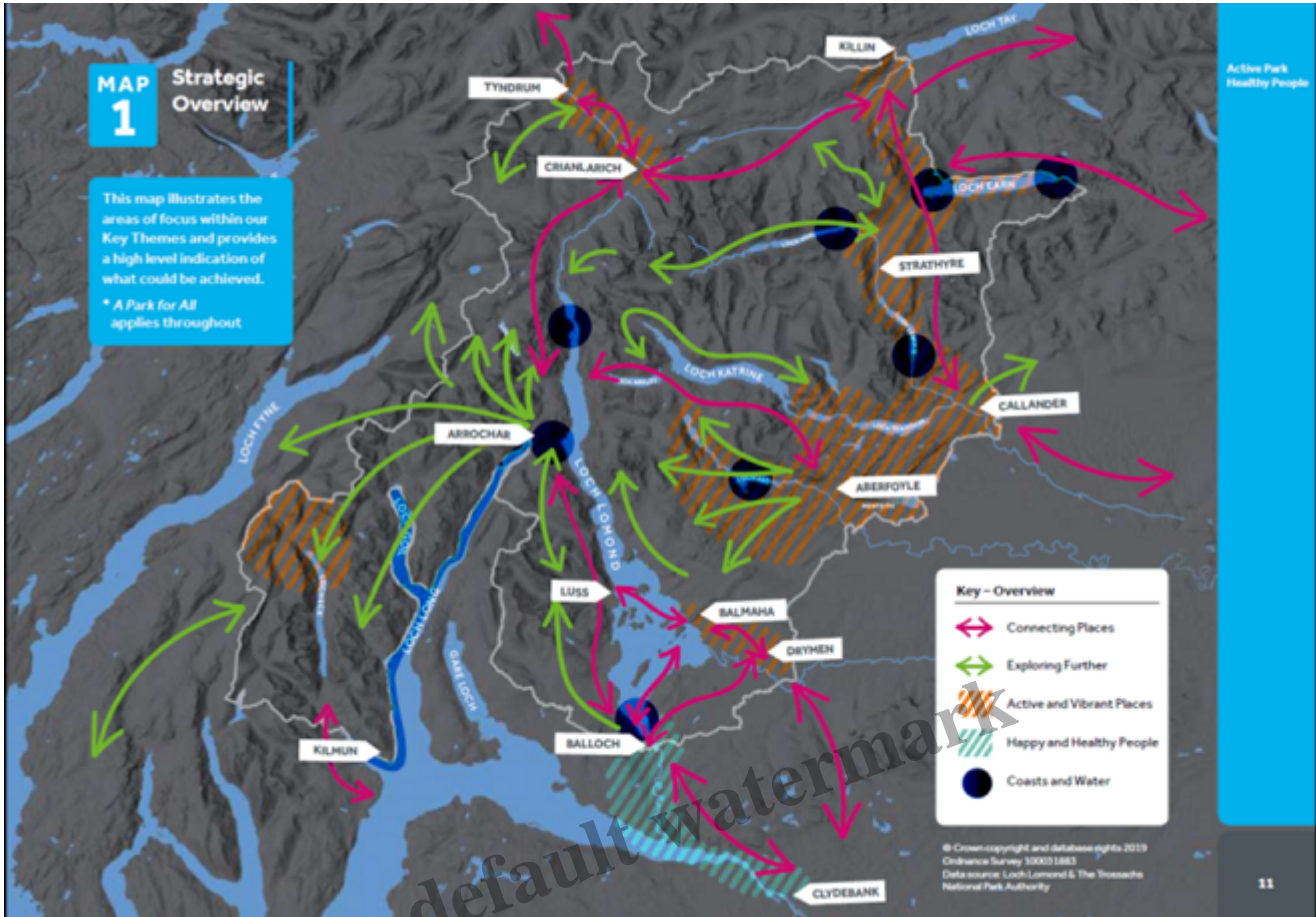 MAP
1
Strategic
Overview
This map illustrates the
areas of focus within our
Key Themes and provides
a high level indication of
what could be achieved.
* A Park for All
applies throughout
Active Park
Healthy People
LOCH TAY
KILLIN
TYNDRUM
CRIANLARICH
LOCH EARN
STRATHYRE
LOCH KATRINE
CALLANDER
LOCH FYNE
ARROCHAR
LOCH LOMOND
ABERFOYLE
LOCH LONG
GARE LOCH
LUSS
BALMAHA
DRYMEN
KILMUN
BALLOCH
CLYDEBANK
Key – Overview
Connecting Places
Exploring Further
Active and Vibrant Places
Happy and Healthy People
Coasts and Water
© Crown copyright and database rights 2019
Ordnance Survey 100031883
Data source: Loch Lomond & The Trossachs
National Park Authority
11
default watermark